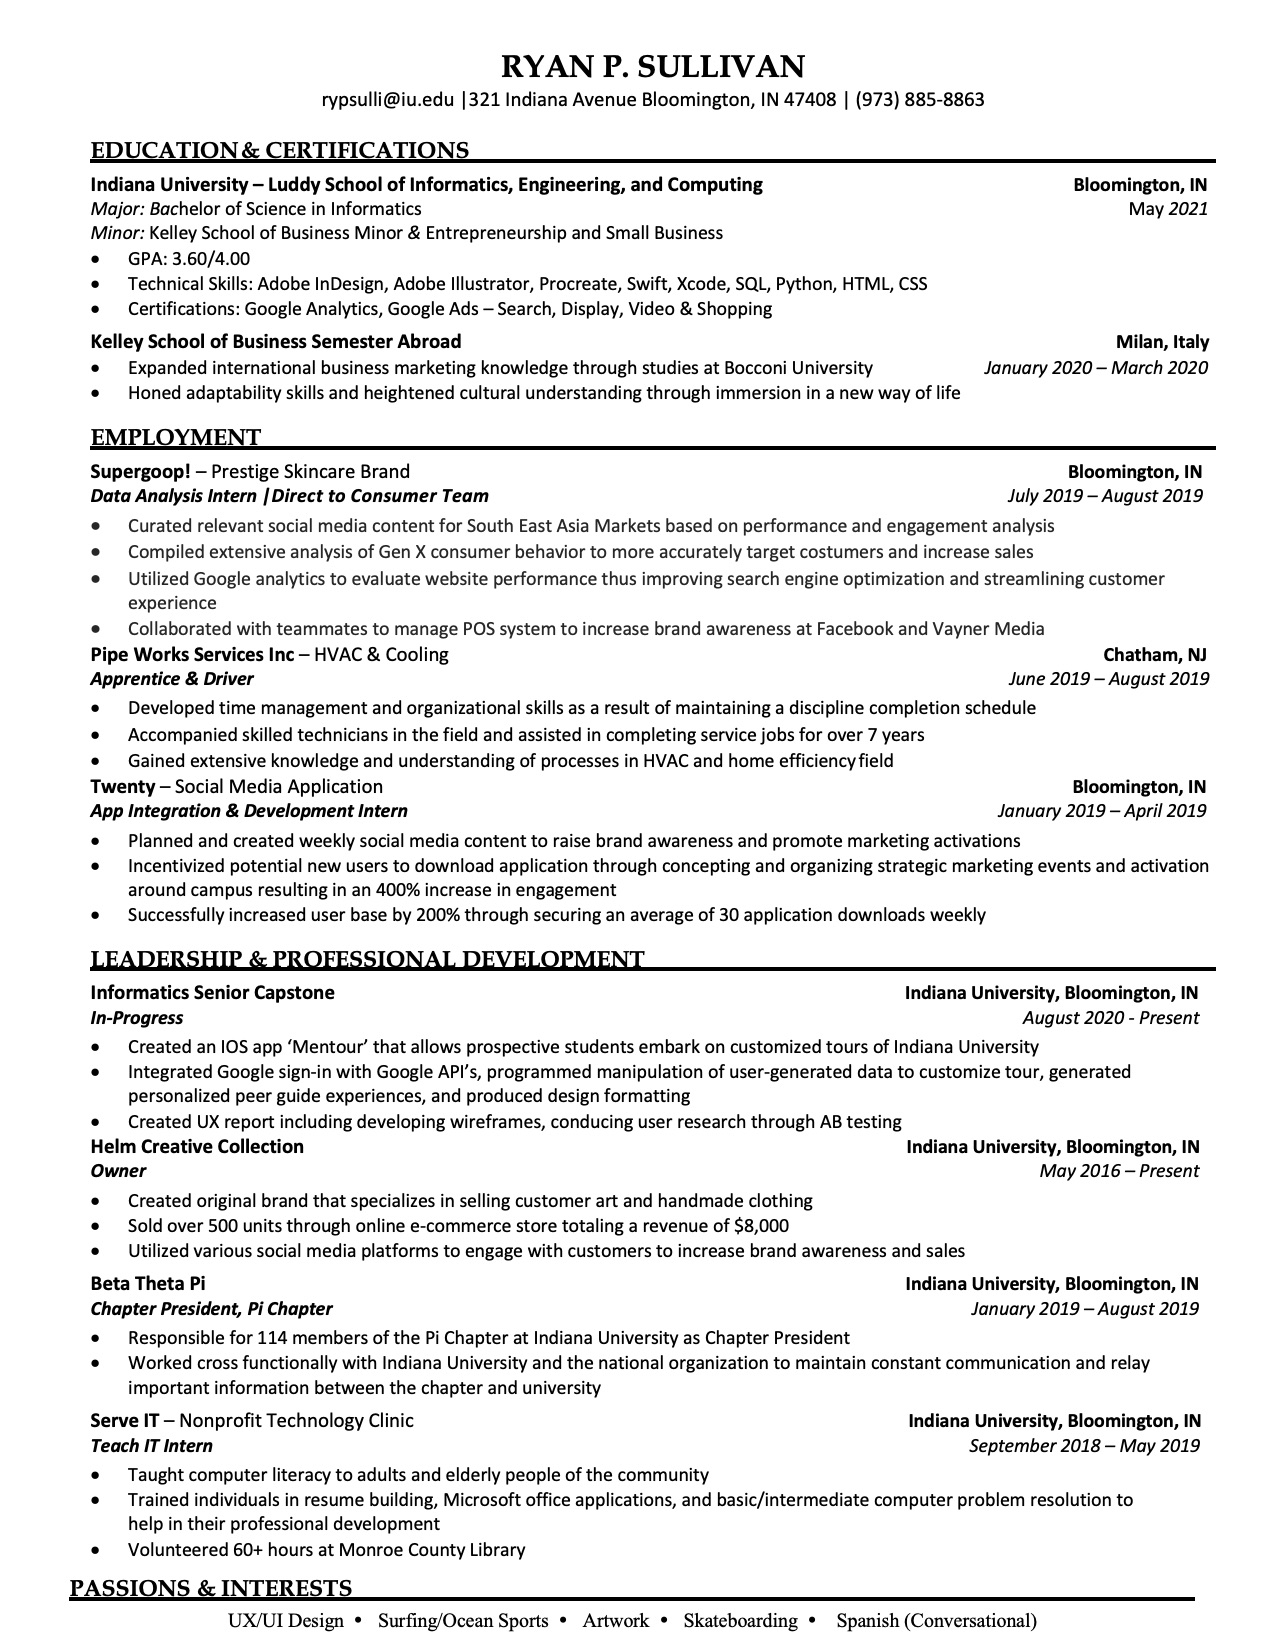 RYAN P. SULLIVAN
rypsulli@iu.edu |321 Indiana Avenue Bloomington, IN 47408 | (973) 885-8863
EDUCATION & CERTIFICATIONS
Indiana University – Luddy School of Informatics, Engineering, and Computing Bloomington, IN
Major: Bachelor of Science in Informatics May 2021
Minor: Kelley School of Business Minor & Entrepreneurship and Small Business
• GPA: 3.60/4.00
• Technical Skills: Adobe InDesign, Adobe Illustrator, Procreate, Swift, Xcode, SQL, Python, HTML, CSS
• Certifications: Google Analytics, Google Ads – Search, Display, Video & Shopping
Kelley School of Business Semester Abroad Milan, Italy
• Expanded international business marketing knowledge through studies at Bocconi University January 2020 – March 2020
• Honed adaptability skills and heightened cultural understanding through immersion in a new way of life
EMPLOYMENT
Supergoop! – Prestige Skincare Brand Bloomington, IN
Data Analysis Intern |Direct to Consumer Team July 2019 – August 2019
• Curated relevant social media content for South East Asia Markets based on performance and engagement analysis
• Compiled extensive analysis of Gen X consumer behavior to more accurately target costumers and increase sales
• Utilized Google analytics to evaluate website performance thus improving search engine optimization and streamlining customer
experience
• Collaborated with teammates to manage POS system to increase brand awareness at Facebook and Vayner Media
Pipe Works Services Inc – HVAC & Cooling Chatham, NJ
Apprentice & Driver June 2019 – August 2019
• Developed time management and organizational skills as a result of maintaining a discipline completion schedule
• Accompanied skilled technicians in the field and assisted in completing service jobs for over 7 years
• Gained extensive knowledge and understanding of processes in HVAC and home efficiency field
Twenty – Social Media Application Bloomington, IN
App Integration & Development Intern January 2019 – April 2019
• Planned and created weekly social media content to raise brand awareness and promote marketing activations
• Incentivized potential new users to download application through concepting and organizing strategic marketing events and activation
around campus resulting in an 400% increase in engagement
• Successfully increased user base by 200% through securing an average of 30 application downloads weekly
LEADERSHIP & PROFESSIONAL DEVELOPMENT
Informatics Senior Capstone Indiana University, Bloomington, IN
In-Progress August 2020 - Present
• Created an IOS app ‘Mentour’ that allows prospective students embark on customized tours of Indiana University
• Integrated Google sign-in with Google API’s, programmed manipulation of user-generated data to customize tour, generated
personalized peer guide experiences, and produced design formatting
• Created UX report including developing wireframes, conducing user research through AB testing
Helm Creative Collection Indiana University, Bloomington, IN
Owner May 2016 – Present
• Created original brand that specializes in selling customer art and handmade clothing
• Sold over 500 units through online e-commerce store totaling a revenue of $8,000
• Utilized various social media platforms to engage with customers to increase brand awareness and sales
Beta Theta Pi Indiana University, Bloomington, IN
Chapter President, Pi Chapter January 2019 – August 2019
• Responsible for 114 members of the Pi Chapter at Indiana University as Chapter President
• Worked cross functionally with Indiana University and the national organization to maintain constant communication and relay
important information between the chapter and university
Serve IT – Nonprofit Technology Clinic Indiana University, Bloomington, IN
Teach IT Intern September 2018 – May 2019
• Taught computer literacy to adults and elderly people of the community
• Trained individuals in resume building, Microsoft office applications, and basic/intermediate computer problem resolution to
help in their professional development
• Volunteered 60+ hours at Monroe County Library
PASSIONS & INTERESTS
UX/UI Design • Surfing/Ocean Sports • Artwork • Skateboarding • Spanish (Conversational)